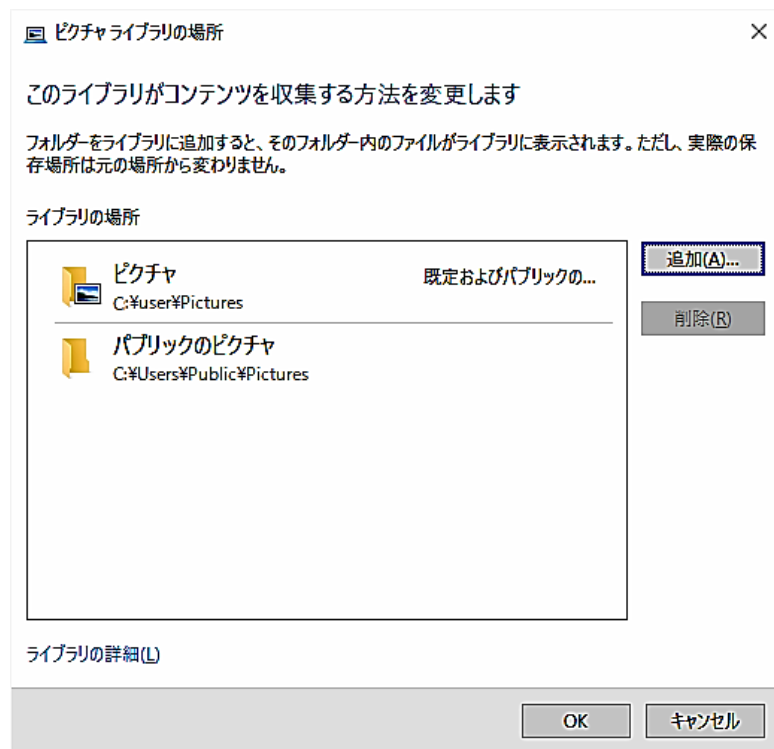 ピクチャ ライブラリの場所
このライブラリがコンテンツを収集する方法を変更します
フォルダーをライブラリに追加すると、そのフォルダー内のファイルがライブラリに表示されます。ただし、実際の保
存場所は元の場所から変わりません。
ライブラリの場所
ピクチャ 既定およびパブリックの...
C:¥user¥Pictures
追加(A)...
パブリックのピクチャ
C:¥Users¥Public¥Pictures
削除(R)
ライブラリの詳細(L)
OK キャンセル